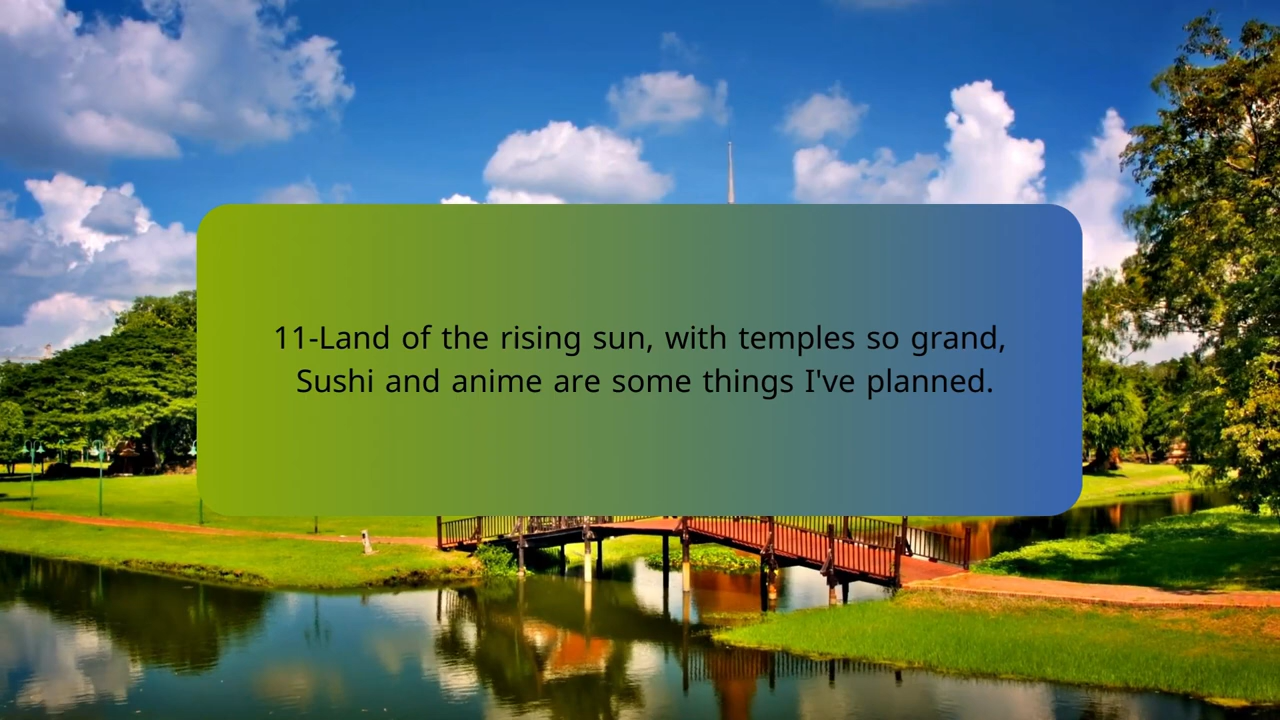 11-Land of the rising sun, with temples so grand,
Sushi and anime are some things I've planned.